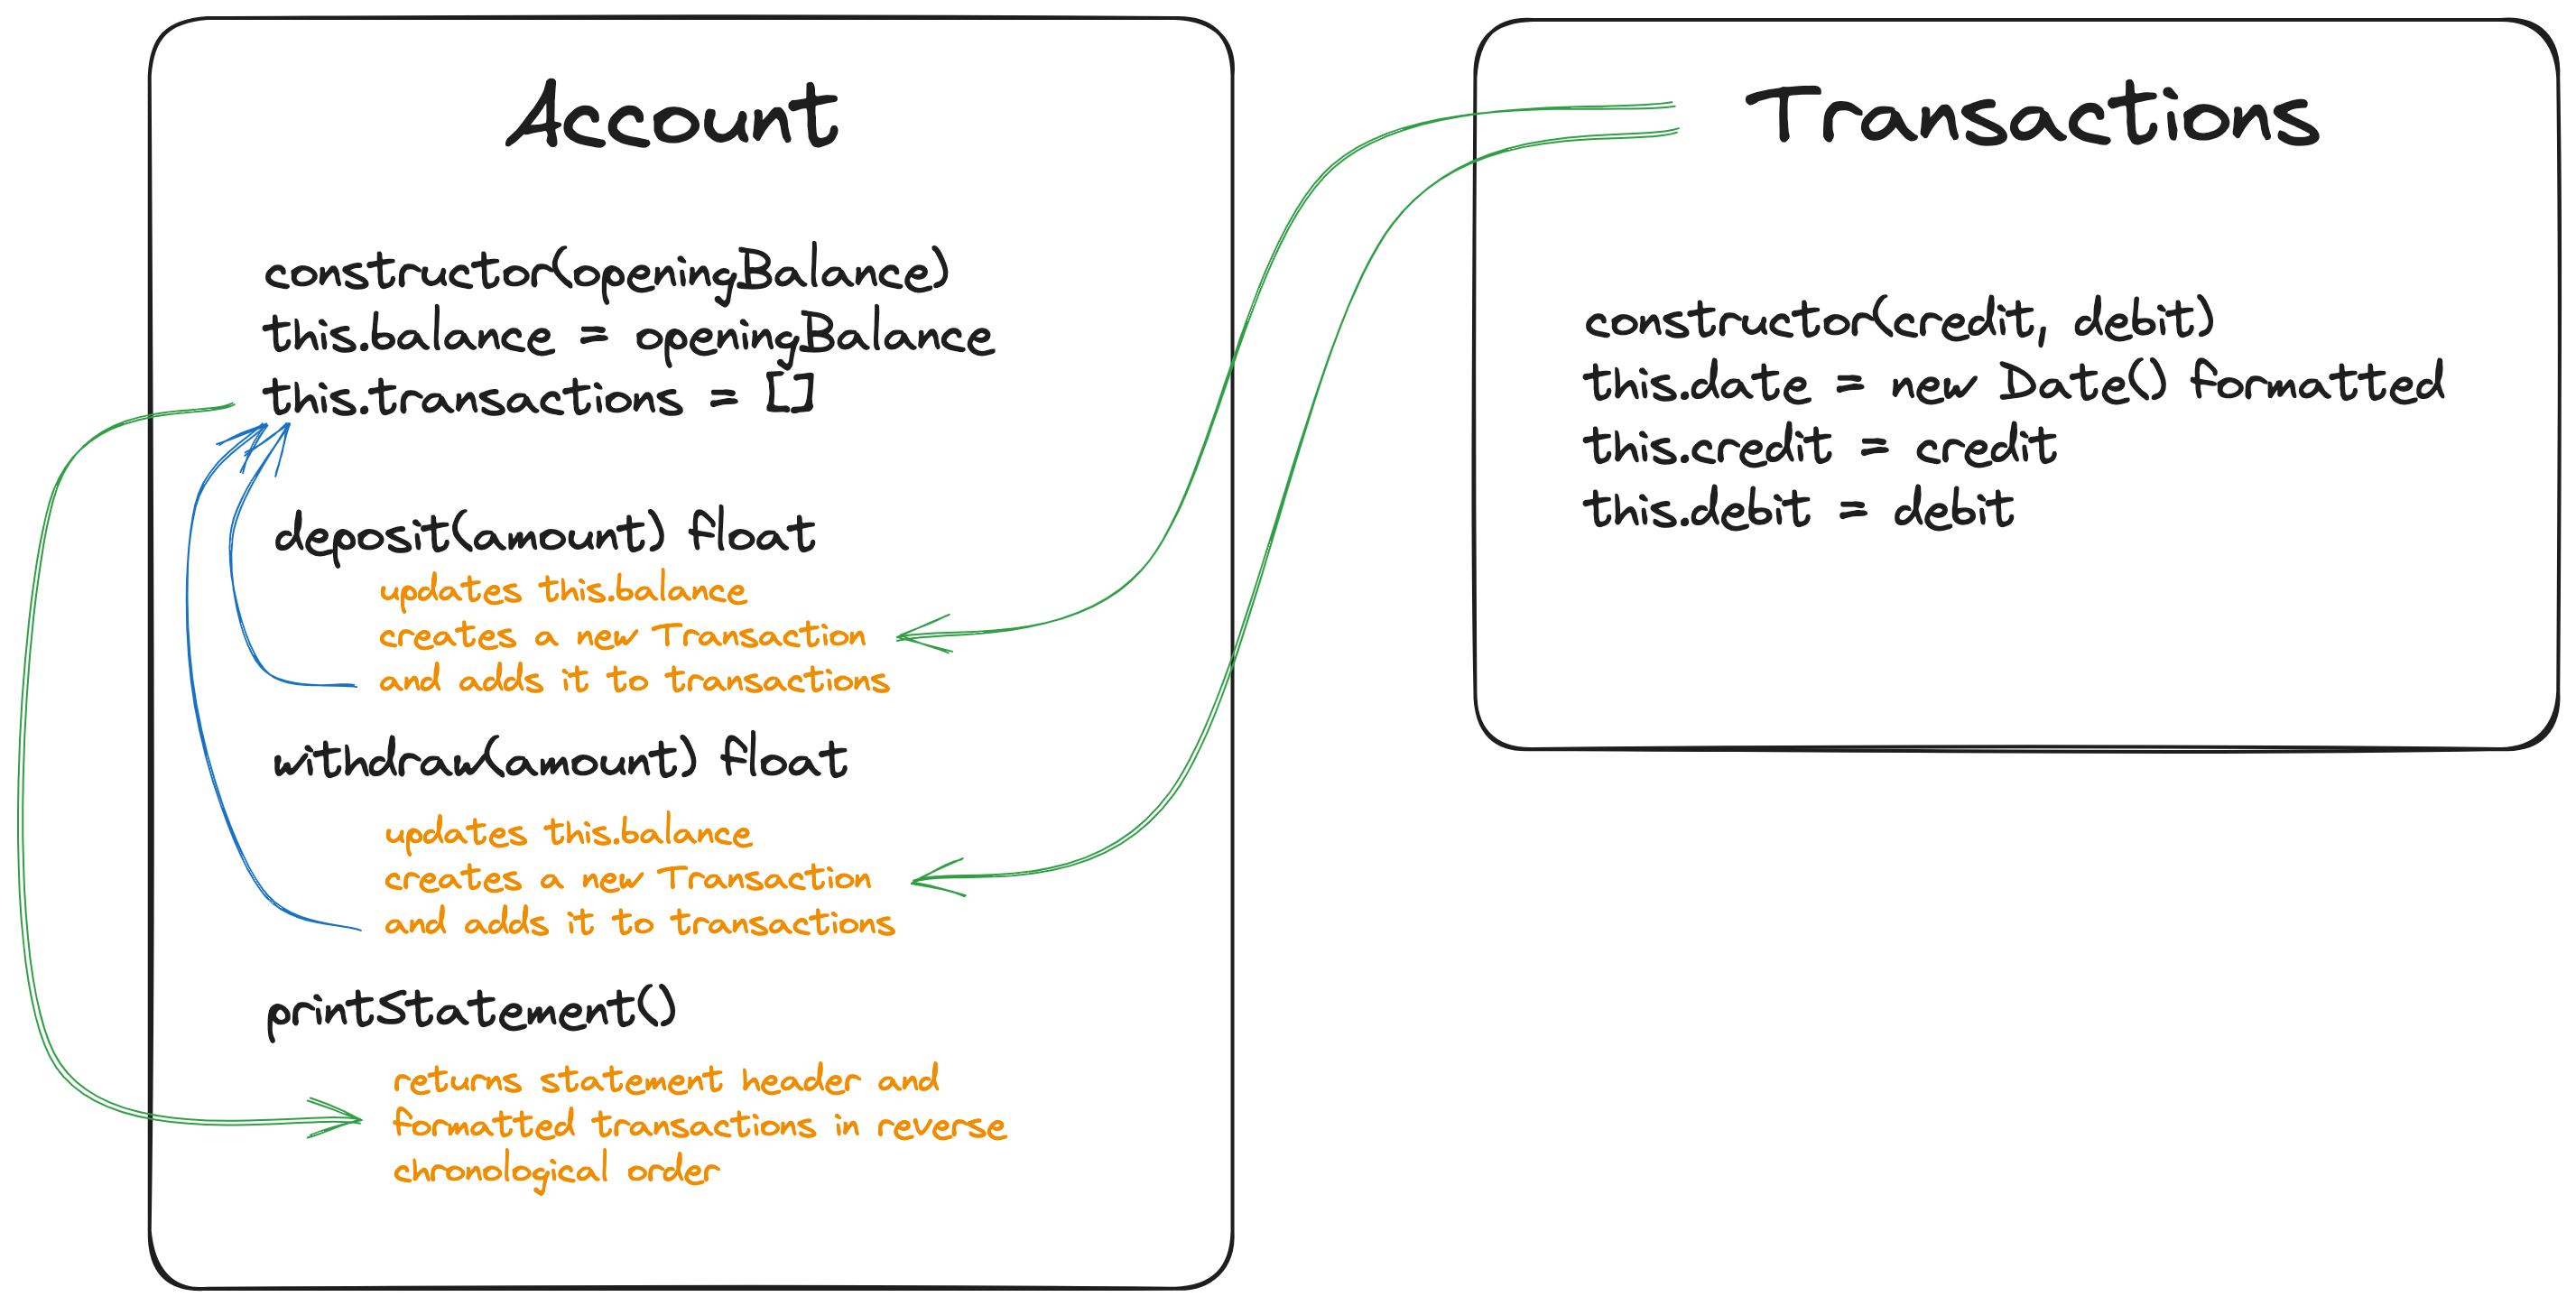 Account
constructor(openingBalance)
this.balance = openingBalance
this.transactions = []
deposit(amount) float
updates this.balance
creates a new Transaction
and adds it to transactions
withdraw(amount) float
updates this.balance
creates a new Transaction
and adds it to transactions
printStatement()
returns statement header and
formatted transactions in reverse
chronological order
Transactions
constructor(credit, debit)
this.date = new Date() formatted
this.credit = credit
this.debit = debit